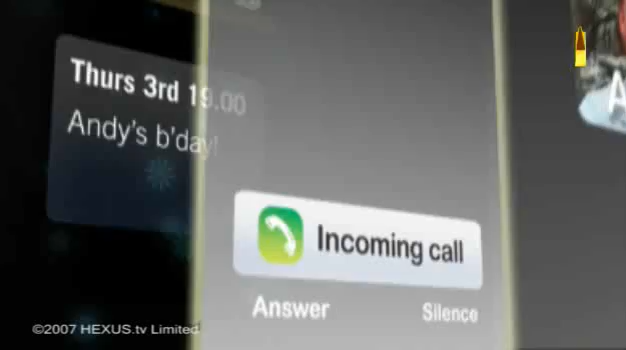 Thurs 3rd 19.00
Andy's b'day!
Incoming call
Answer
Silence
A
©2007 HEXUS.tv Limited